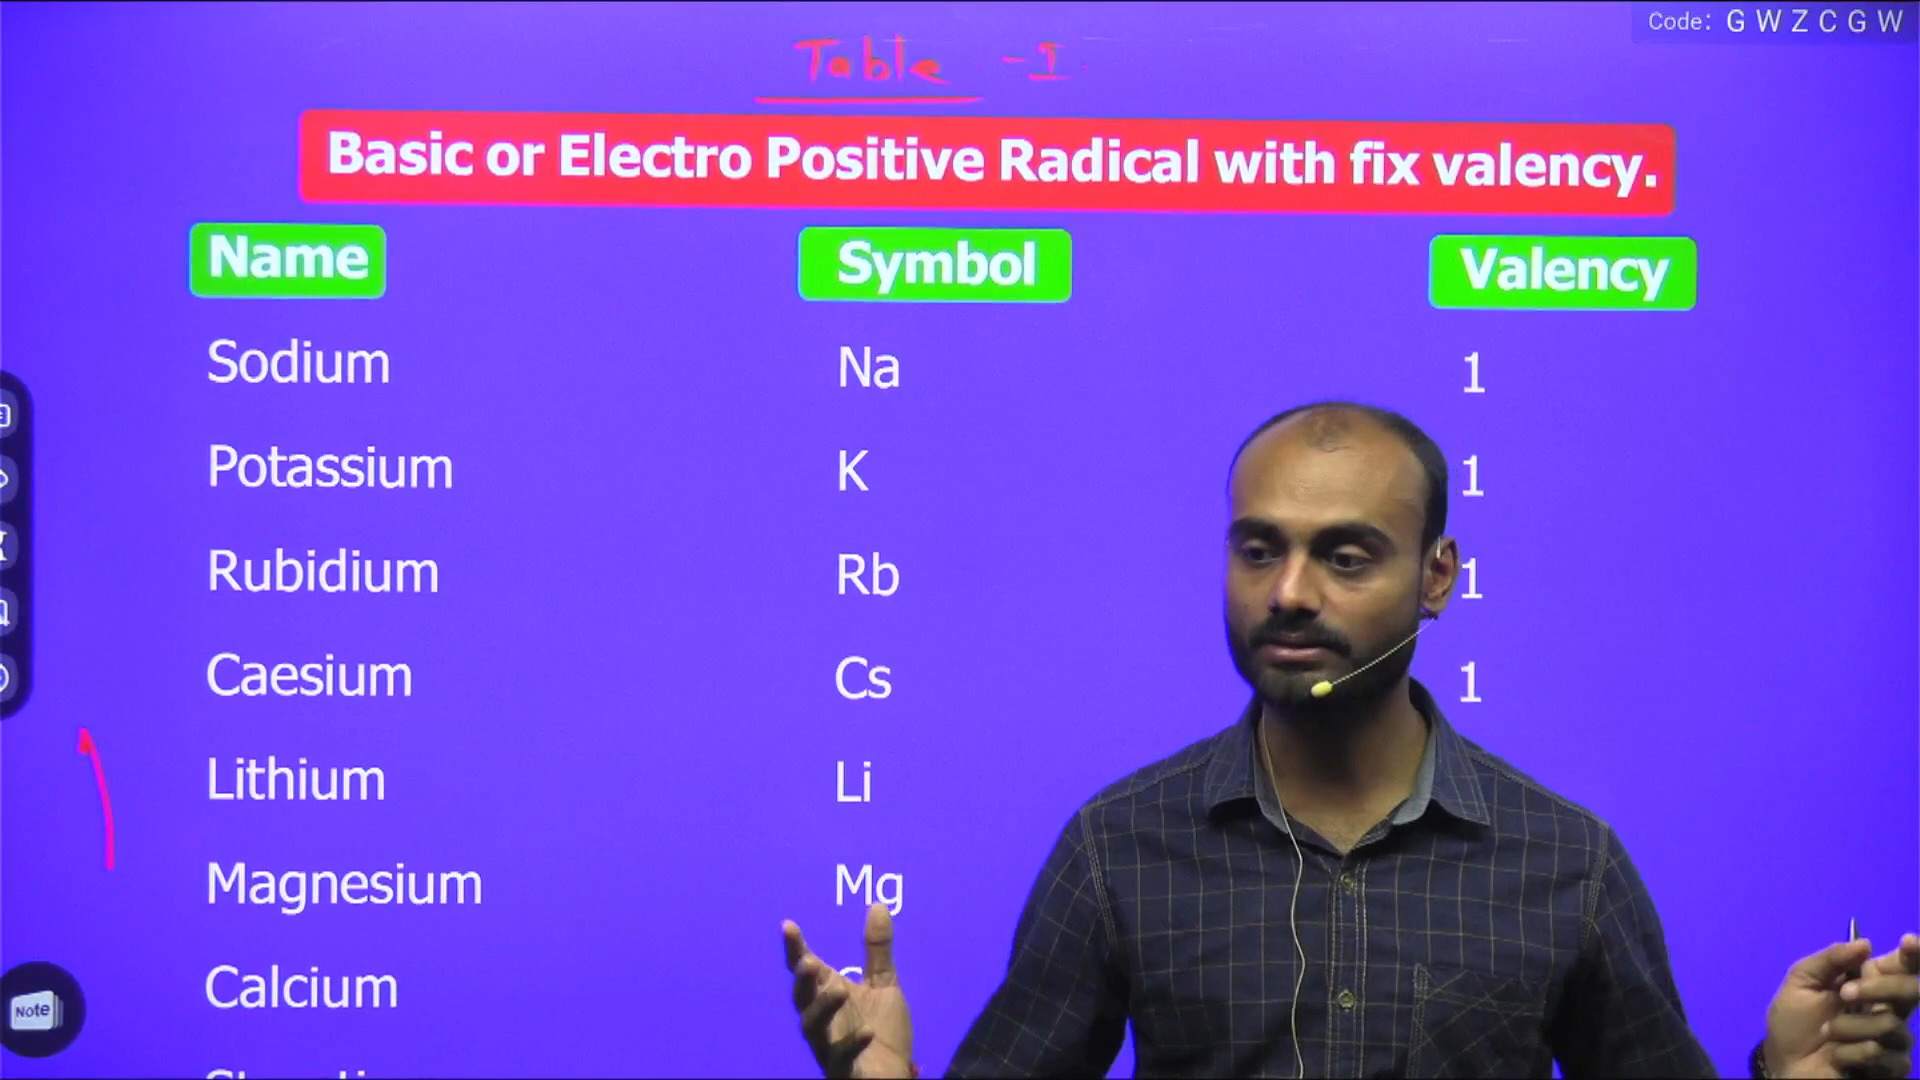 Code: G W Z C G W
Table -1
Basic or Electro Positive Radical with fix valency.
Name Symbol Valency
Sodium Na 1
Potassium K 1
Rubidium Rb 1
Caesium Cs 1
Lithium Li
Magnesium Mg
Calcium
Note